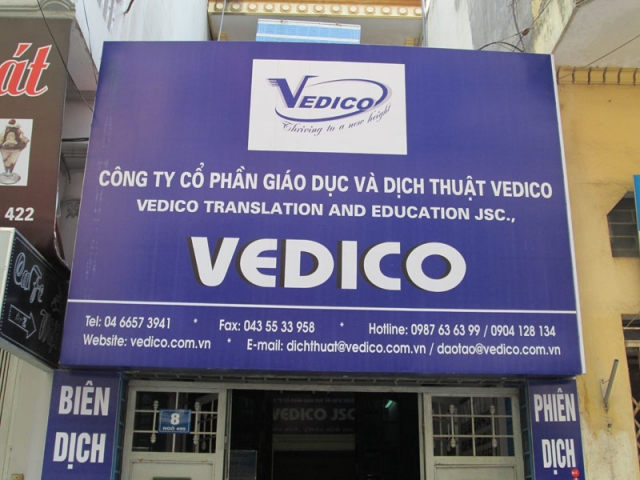 át
422
VEDICO
Thriving to a new height
CÔNG TY CỔ PHẦN GIÁO DỤC VÀ DỊCH THUẬT VEDICO
VEDICO TRANSLATION AND EDUCATION JSC.,
VEDICO
Tel: 04 6657 3941 * Fax: 043 55 33 958 * Hotline: 0987 63 63 99 / 0904 128 134
Website: vedico.com.vn * E-mail: dichthuat@vedico.com.vn / daotao@vedico.com.vn
BIÊN
DỊCH
8
VEDICO JSC
PHIÊN
DỊCH